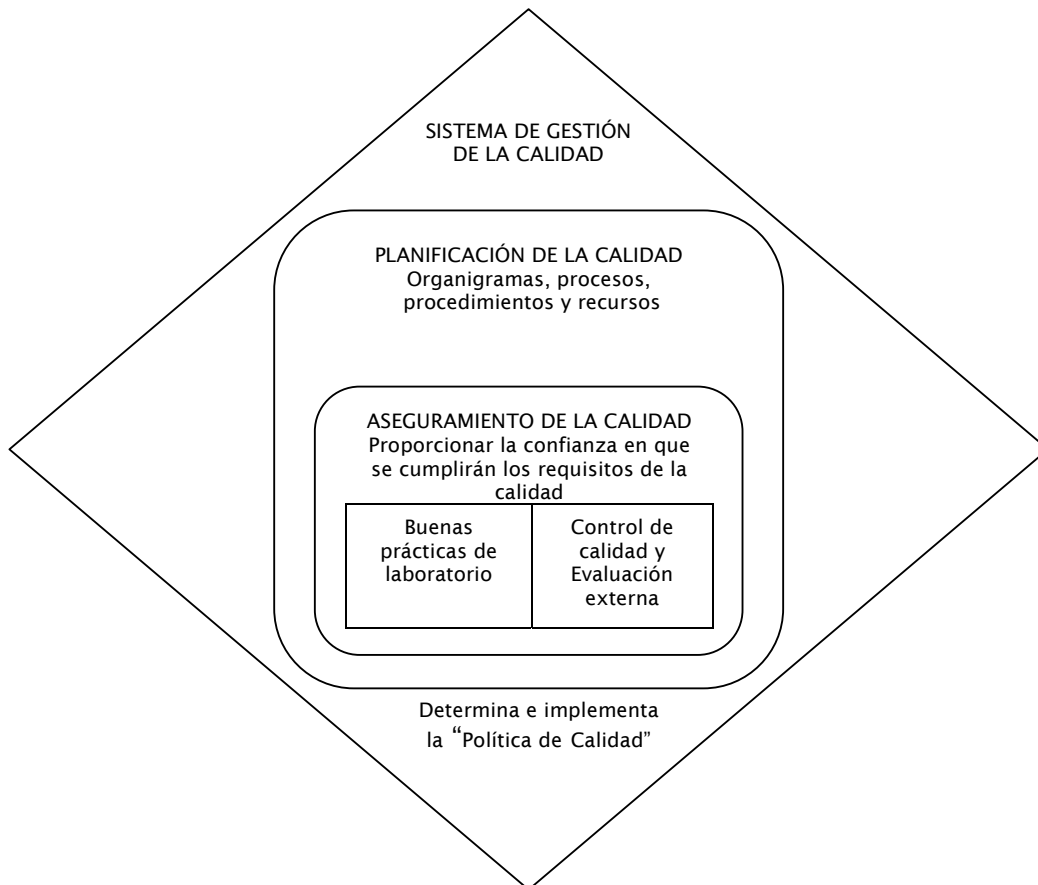 SISTEMA DE GESTIÓN
DE LA CALIDAD
PLANIFICACIÓN DE LA CALIDAD
Organigramas, procesos,
procedimientos y recursos
ASEGURAMIENTO DE LA CALIDAD
Proporcionar la confianza en que
se cumplirán los requisitos de la
calidad
Buenas
prácticas de
laboratorio
Control de
calidad y
Evaluación
externa
Determina e implementa
la “Política de Calidad”